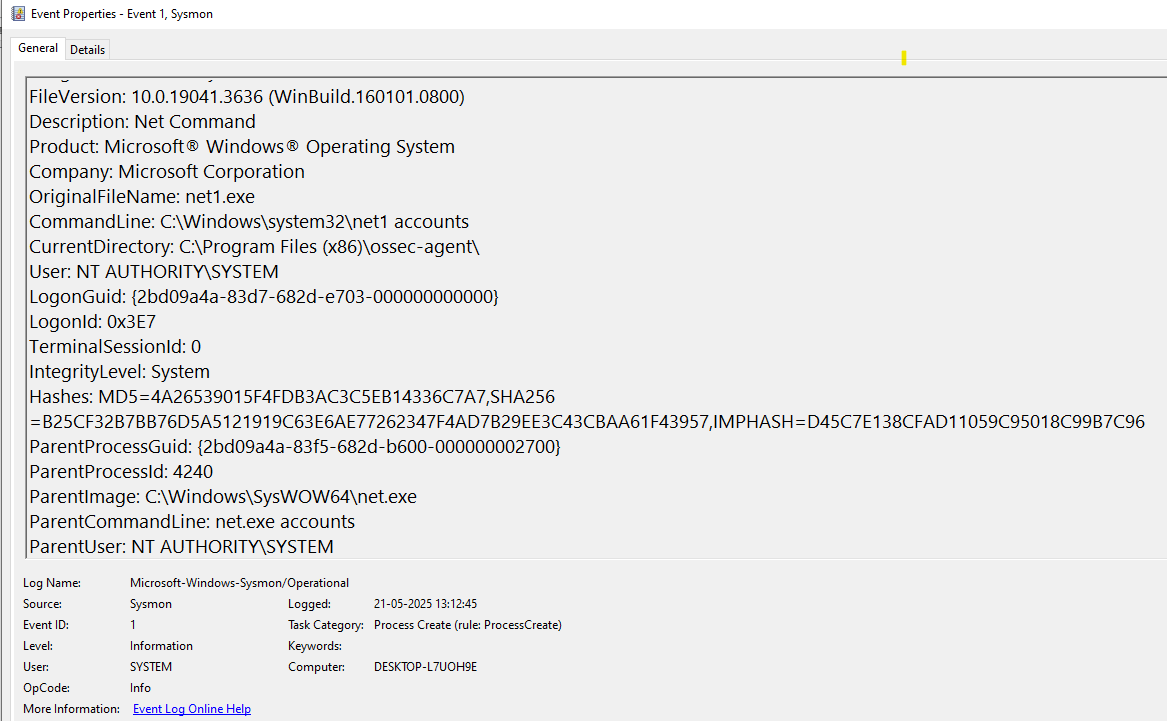 Event Properties - Event 1, Sysmon
General Details
FileVersion: 10.0.19041.3636 (WinBuild.160101.0800)
Description: Net Command
Product: Microsoft® Windows® Operating System
Company: Microsoft Corporation
OriginalFileName: net1.exe
CommandLine: C:\Windows\system32\net1 accounts
CurrentDirectory: C:\Program Files (x86)\ossec-agent\
User: NT AUTHORITY\SYSTEM
LogonGuid: {2bd09a4a-83d7-682d-e703-000000000000}
LogonId: 0x3E7
TerminalSessionId: 0
IntegrityLevel: System
Hashes: MD5=4A26539015F4FDB3AC3C5EB14336C7A7,SHA256
=B25CF32B7BB76D5A5121919C63E6AE77262347F4AD7B29EE3C43CBAA61F43957,IMPHASH=D45C7E138CFAD11059C95018C99B7C96
ParentProcessGuid: {2bd09a4a-83f5-682d-b600-000000002700}
ParentProcessId: 4240
ParentImage: C:\Windows\SysWOW64\net.exe
ParentCommandLine: net.exe accounts
ParentUser: NT AUTHORITY\SYSTEM
Log Name: Microsoft-Windows-Sysmon/Operational
Source: Sysmon Logged: 21-05-2025 13:12:45
Event ID: 1 Task Category: Process Create (rule: ProcessCreate)
Level: Information Keywords:
User: SYSTEM Computer: DESKTOP-L7UOH9E
OpCode: Info
More Information: Event Log Online Help